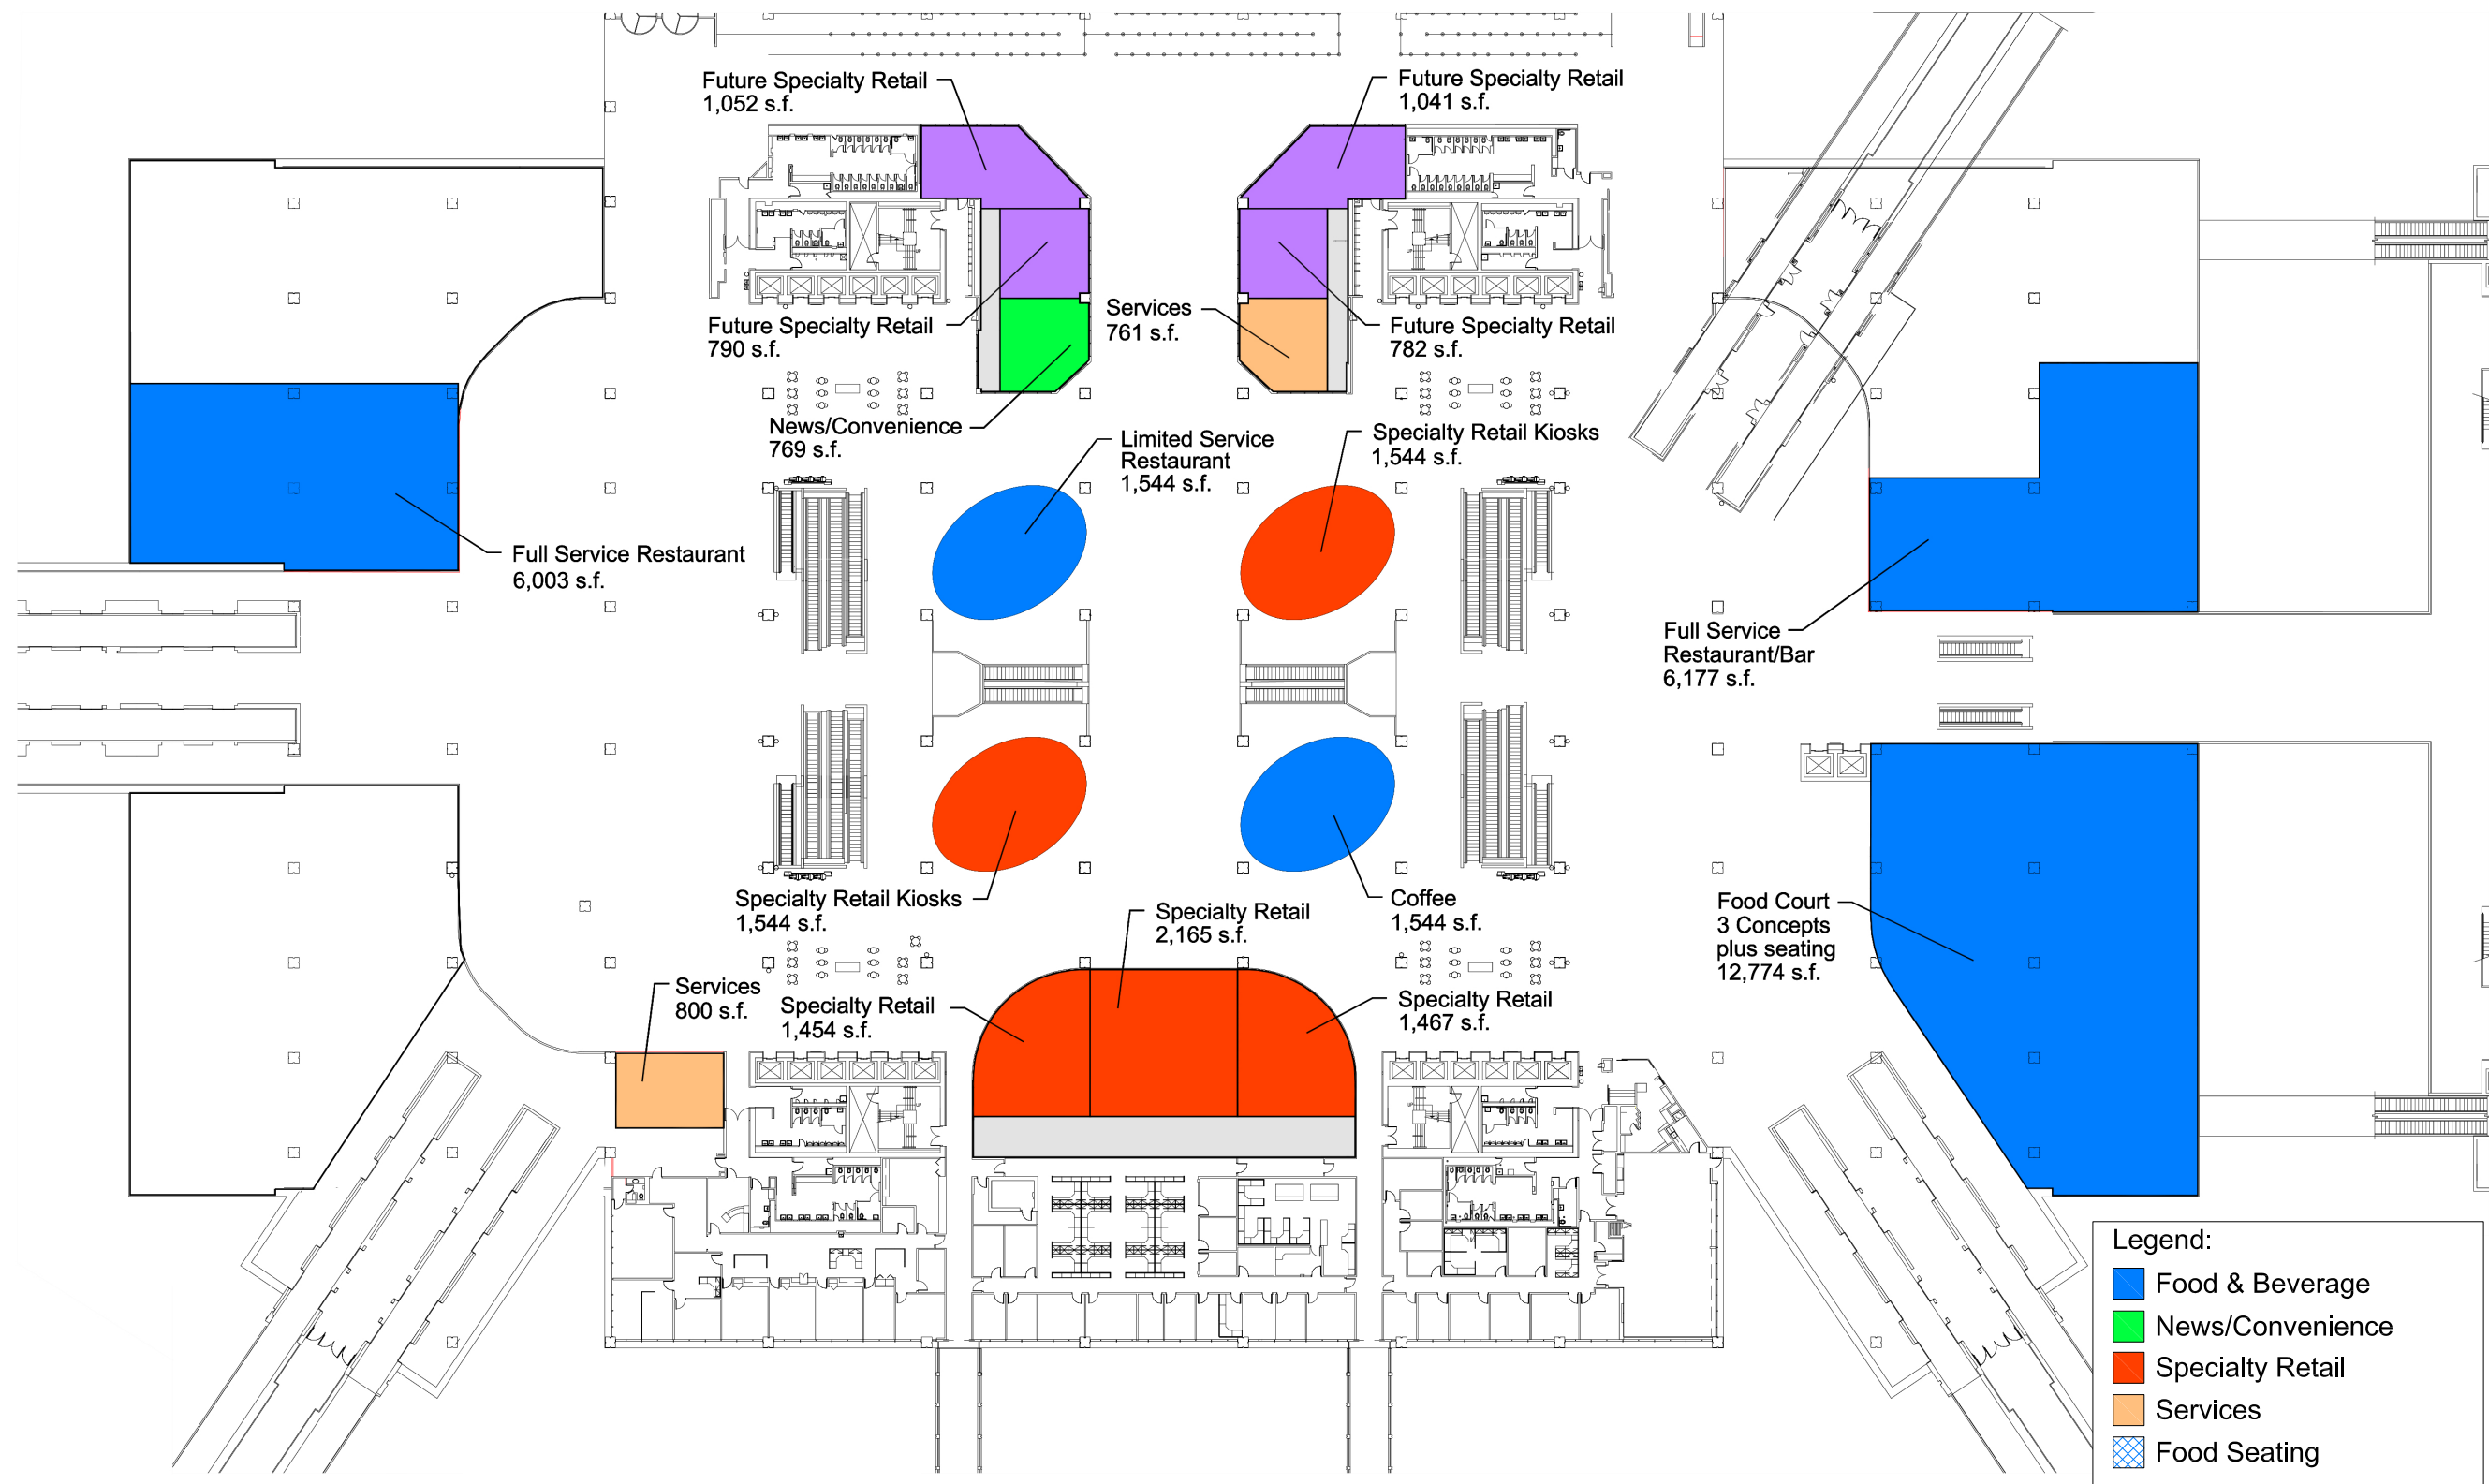 Future Specialty Retail
1,052 s.f.
Future Specialty Retail
1,041 s.f.
Future Specialty Retail
790 s.f.
Services
761 s.f.
Future Specialty Retail
782 s.f.
News/Convenience
769 s.f.
Limited Service
Restaurant
1,544 s.f.
Specialty Retail Kiosks
1,544 s.f.
Full Service Restaurant
6,003 s.f.
Full Service
Restaurant/Bar
6,177 s.f.
Specialty Retail Kiosks
1,544 s.f.
Specialty Retail
2,165 s.f.
Coffee
1,544 s.f.
Food Court
3 Concepts
plus seating
12,774 s.f.
Services
800 s.f.
Specialty Retail
1,454 s.f.
Specialty Retail
1,467 s.f.
Legend:
Food & Beverage
News/Convenience
Specialty Retail
Services
Food Seating